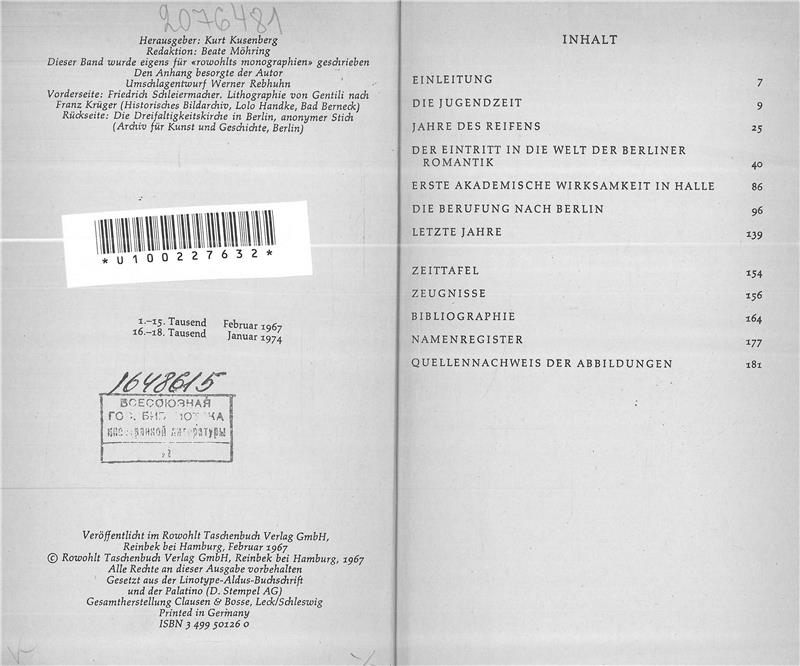 2076481
Herausgeber: Kurt Kusenberg
Redaktion: Beate Möhring
Dieser Band wurde eigens für «rowohlts monographien» geschrieben
Den Anhang besorgte der Autor
Umschlagentwurf Werner Rebhuhn
Vorderseite: Friedrich Schleiermacher. Lithographie von Gentili nach
Franz Krüger (Historisches Bildarchiv, Lolo Handke, Bad Berneck)
Rückseite: Die Dreifaltigkeitskirche in Berlin, anonymer Stich
(Archiv für Kunst und Geschichte, Berlin)
*U100227632*
1.–15. Tausend Februar 1967
16.–18. Tausend Januar 1974
1648615
ВСЕСОЮЗНАЯ
литературы
Veröffentlicht im Rowohlt Taschenbuch Verlag GmbH,
Reinbek bei Hamburg, Februar 1967
© Rowohlt Taschenbuch Verlag GmbH, Reinbek bei Hamburg, 1967
Alle Rechte an dieser Ausgabe vorbehalten
Gesetzt aus der Linotype-Aldus-Buchschrift
und der Palatino (D. Stempel AG)
Gesamtherstellung Clausen & Bosse, Leck/Schleswig
Printed in Germany
ISBN 3 499 50126 0
INHALT
EINLEITUNG 7
DIE JUGENDZEIT 9
JAHRE DES REIFENS 25
DER EINTRITT IN DIE WELT DER BERLINER
ROMANTIK 40
ERSTE AKADEMISCHE WIRKSAMKEIT IN HALLE 86
DIE BERUFUNG NACH BERLIN 96
LETZTE JAHRE 139
ZEITTAFEL 154
ZEUGNISSE 156
BIBLIOGRAPHIE 164
NAMENREGISTER 177
QUELLENNACHWEIS DER ABBILDUNGEN 181